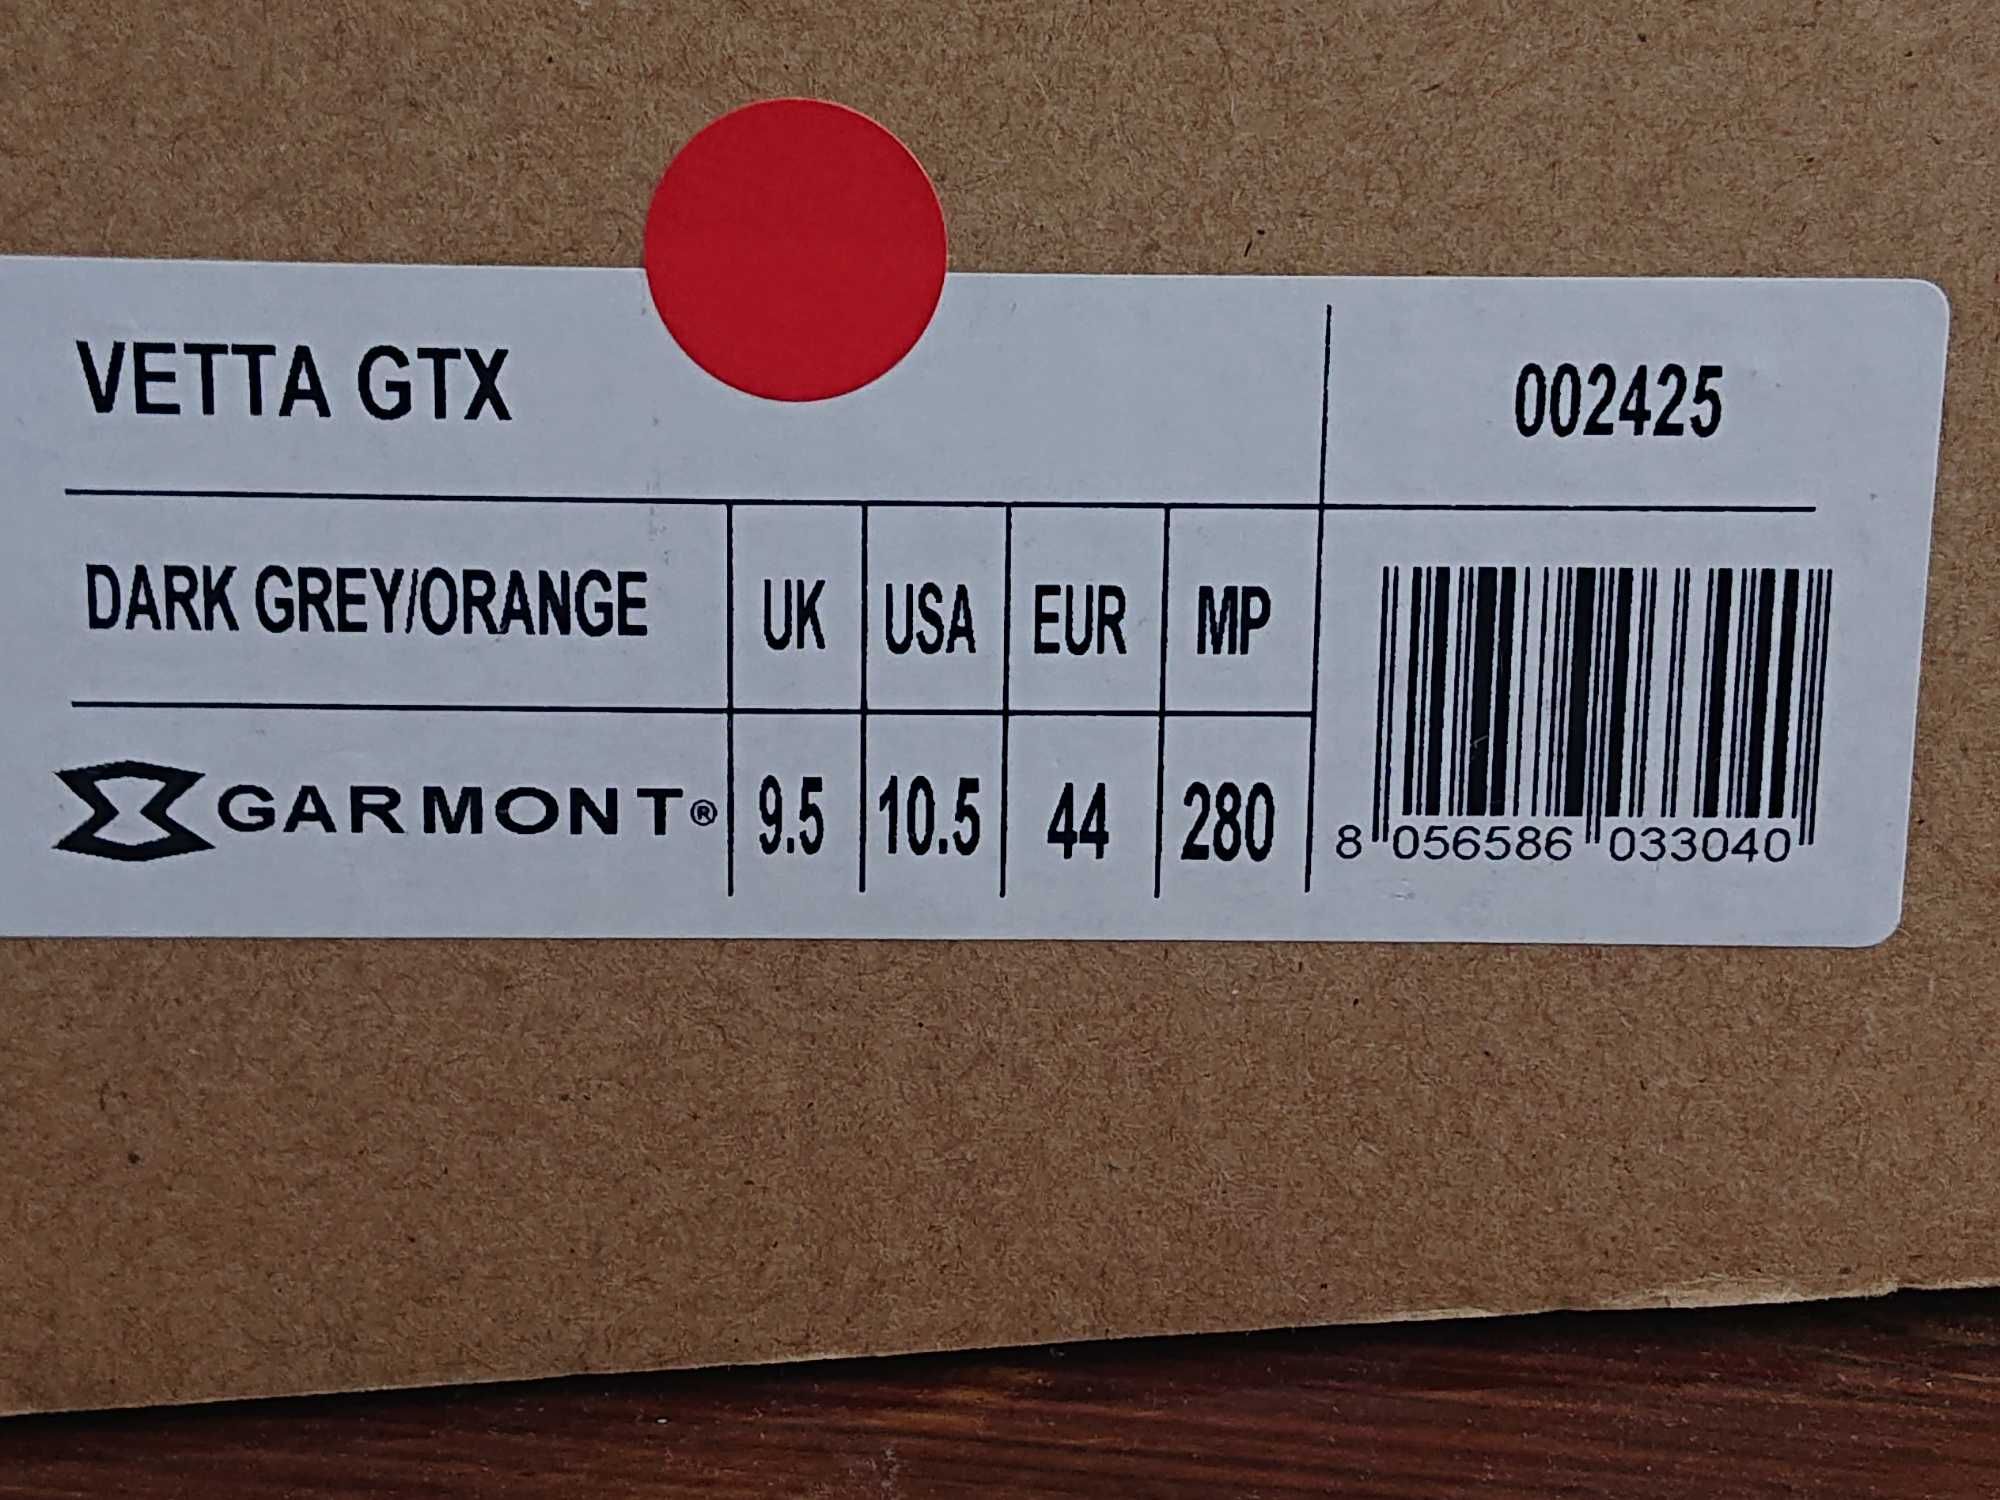 VETTA GTX 002425
DARK GREY/ORANGE UK USA EUR MP
GARMONT® 9.5 10.5 44 280
8 056586 033040